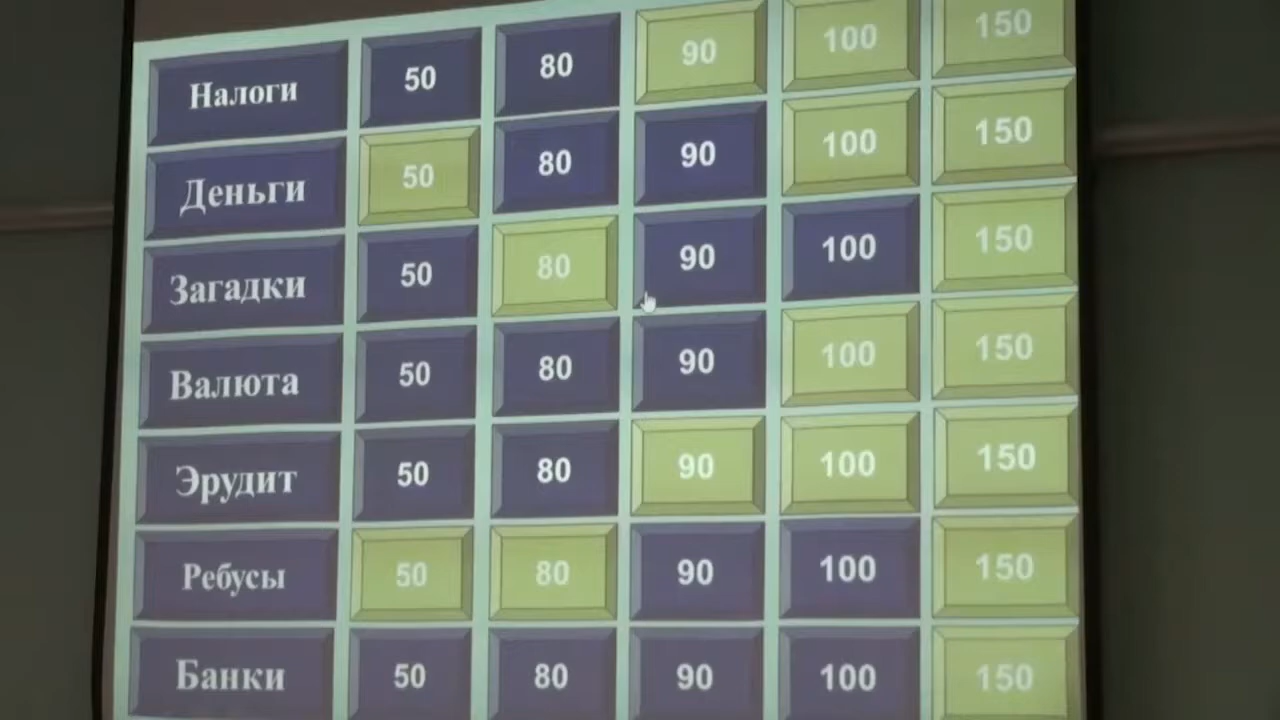 Налоги 50 80 90 100 150
Деньги 50 80 90 100 150
Загадки 50 80 90 100 150
Валюта 50 80 90 100 150
Эрудит 50 80 90 100 150
Ребусы 50 80 90 100 150
Банки 50 80 90 100 150